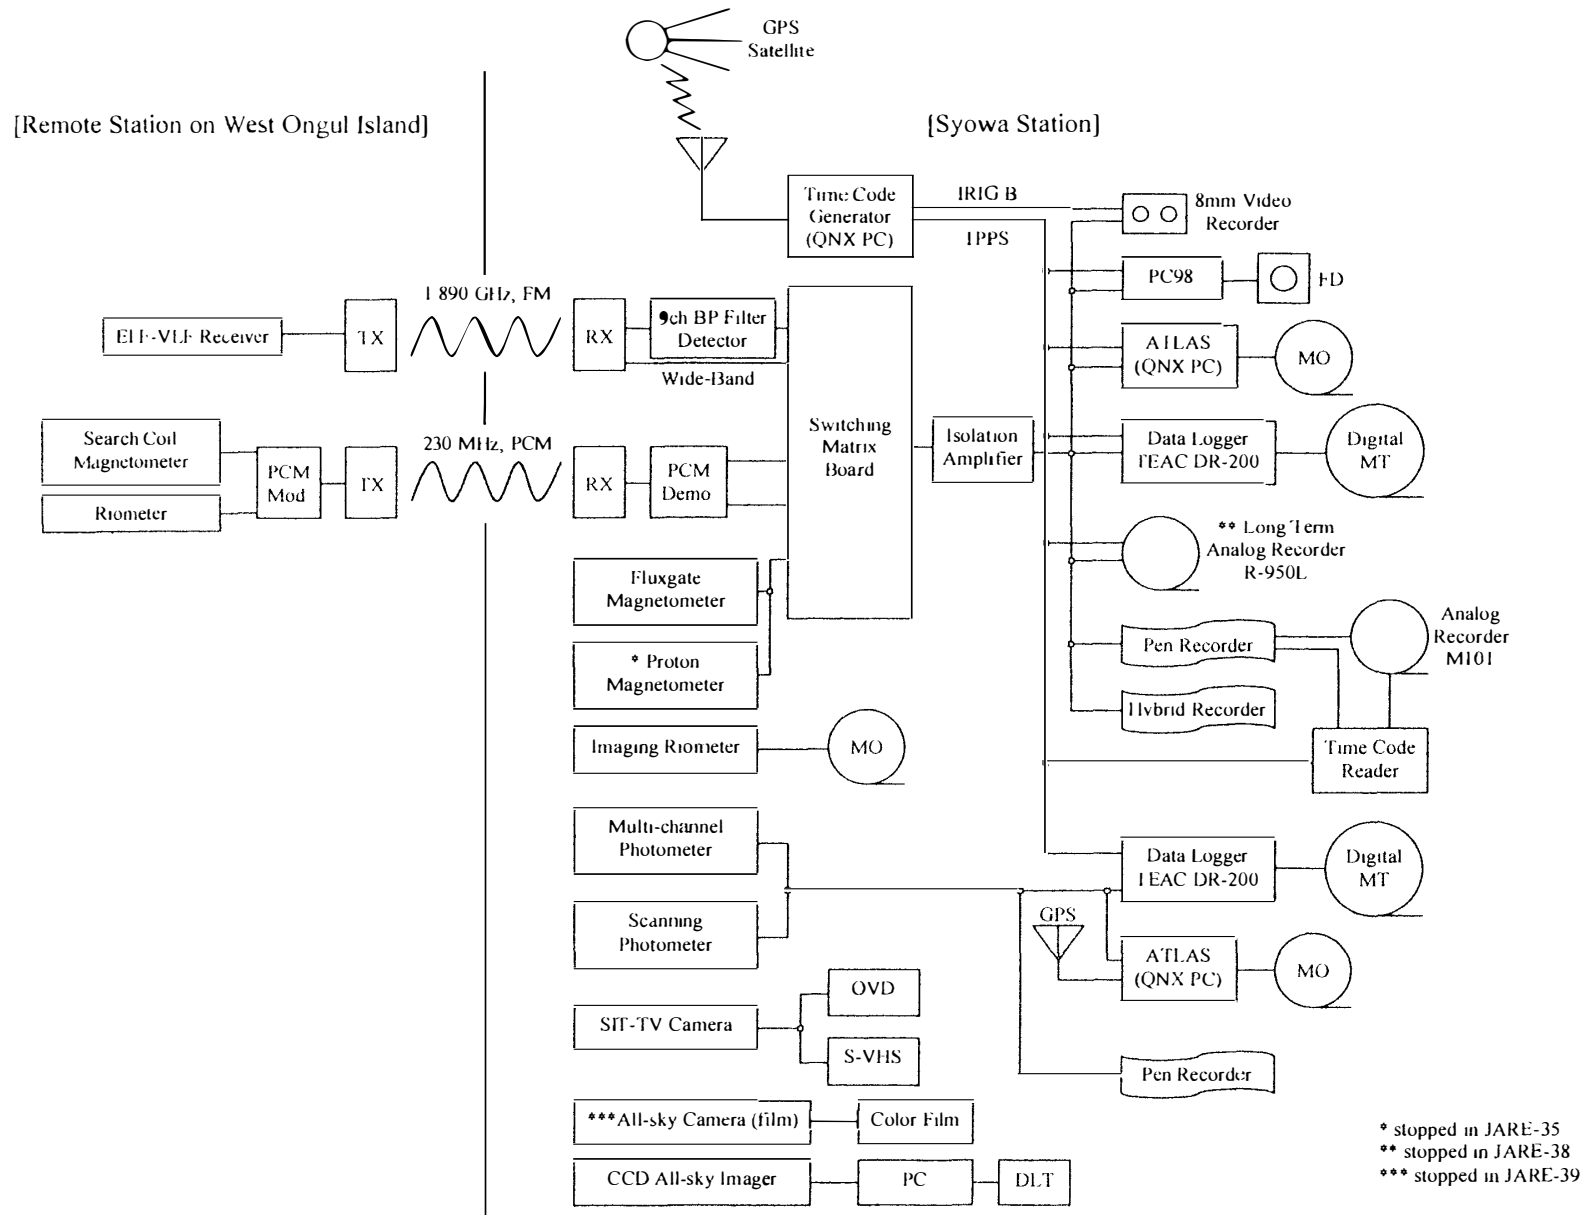 GPS
Satellite
[Remote Station on West Ongul Island]
[Syowa Station]
Time Code
Generator
(QNX PC)
IRIG B
1PPS
8mm Video
Recorder
PC98
FD
1 890 GHz, FM
ELF-VLF Receiver
TX
RX
9ch BP Filter
Detector
Wide-Band
ATLAS
(QNX PC)
MO
Search Coil
Magnetometer
Riometer
PCM
Mod
TX
230 MHz, PCM
RX
PCM
Demo
Switching
Matrix
Board
Isolation
Amplifier
Data Logger
TEAC DR-200
Digital
MT
** Long Term
Analog Recorder
R-950L
Fluxgate
Magnetometer
* Proton
Magnetometer
Pen Recorder
Analog
Recorder
M101
Hybrid Recorder
Time Code
Reader
Imaging Riometer
MO
Multi-channel
Photometer
Scanning
Photometer
Data Logger
TEAC DR-200
Digital
MT
GPS
ATLAS
(QNX PC)
MO
SIT-TV Camera
OVD
S-VHS
Pen Recorder
***All-sky Camera (film)
Color Film
CCD All-sky Imager
PC
DLT
* stopped in JARE-35
** stopped in JARE-38
*** stopped in JARE-39